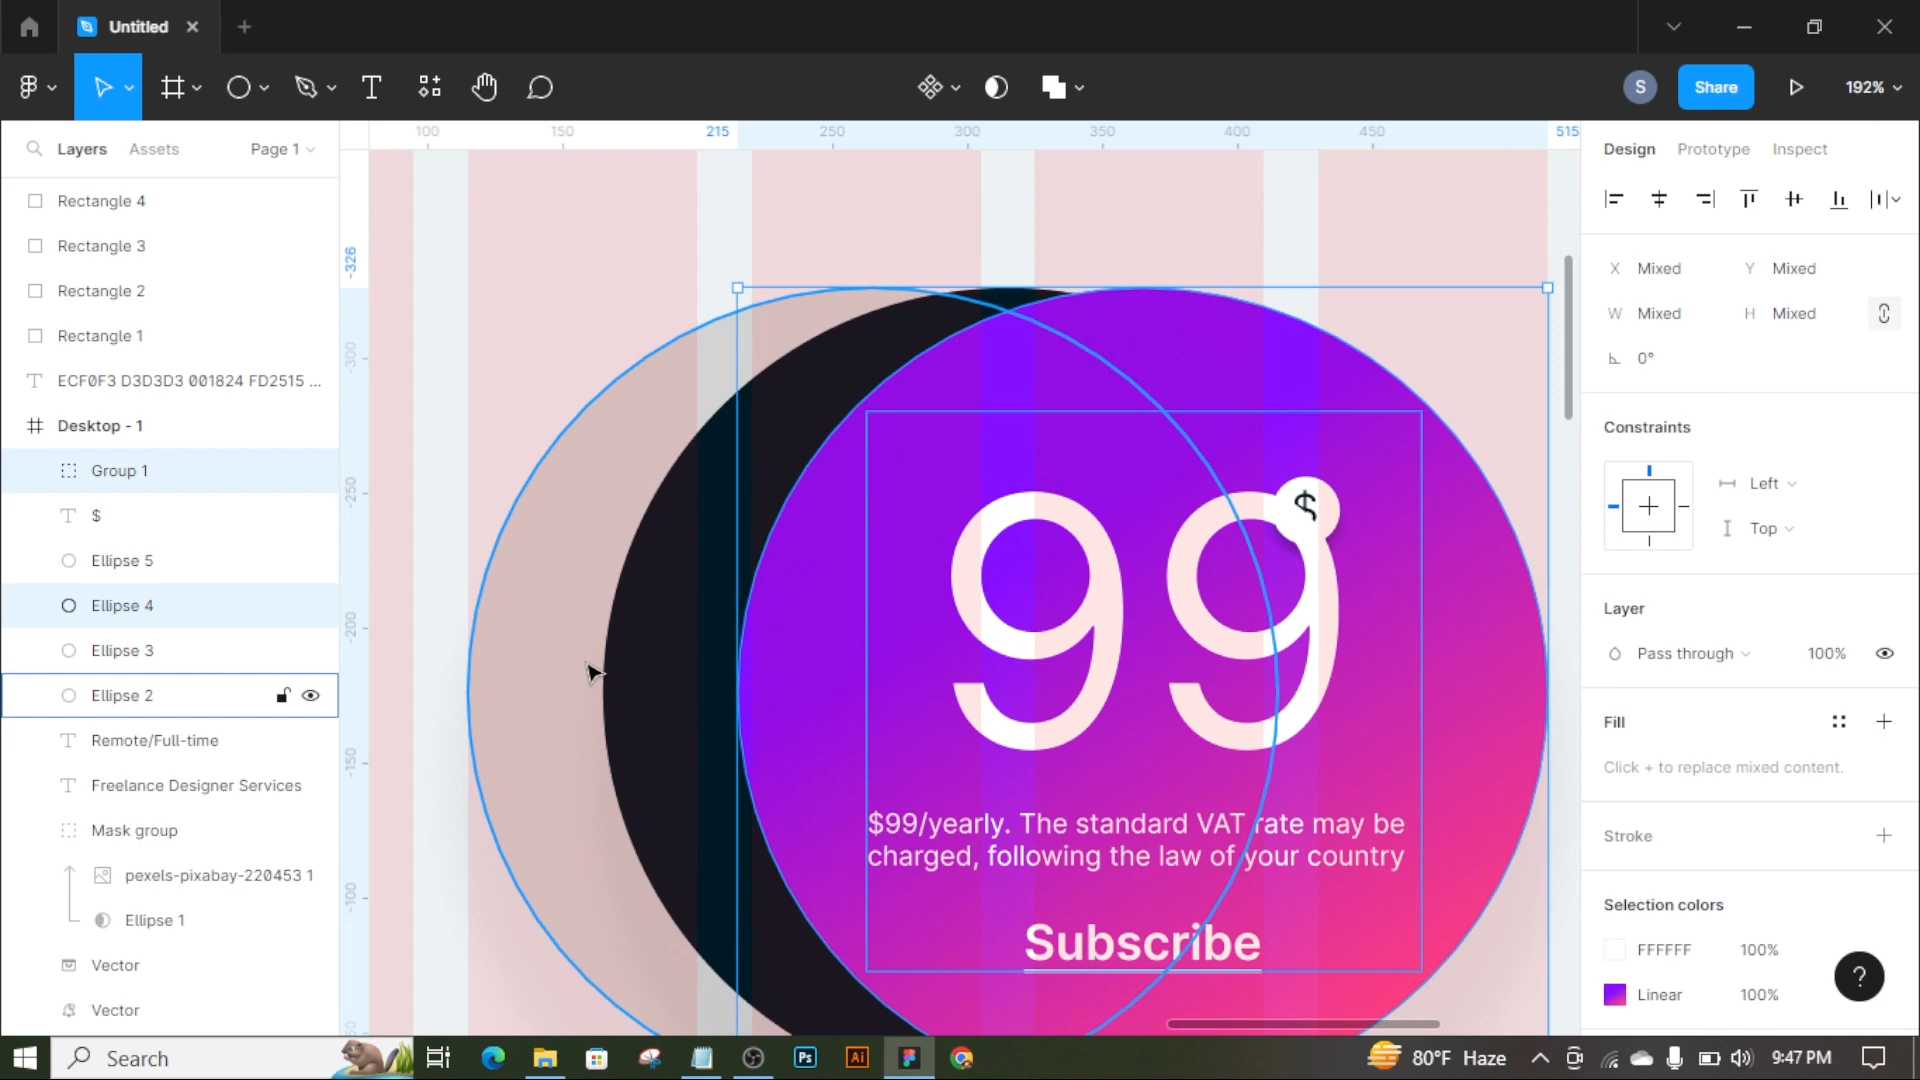 Untitled
S
Share
192%
Layers
Assets
Page 1
100
150
215
250
300
350
400
450
515
Design
Prototype
Inspect
Rectangle 4
Rectangle 3
Rectangle 2
Rectangle 1
ECF0F3 D3D3D3 001824 FD2515 ...
Desktop - 1
Group 1
$
Ellipse 5
Ellipse 4
Ellipse 3
Ellipse 2
Remote/Full-time
Freelance Designer Services
Mask group
pexels-pixabay-220453 1
Ellipse 1
Vector
Vector
-326
-300
-250
-200
-150
-100
99
$
$99/yearly. The standard VAT rate may be
charged, following the law of your country
Subscribe
X Mixed Y Mixed
W Mixed H Mixed
0°
Constraints
Left
Top
Layer
Pass through 100%
Fill
Click + to replace mixed content.
Stroke
Selection colors
FFFFFF 100%
Linear 100%
?
Search
Ps
Ai
80°F Haze
9:47 PM